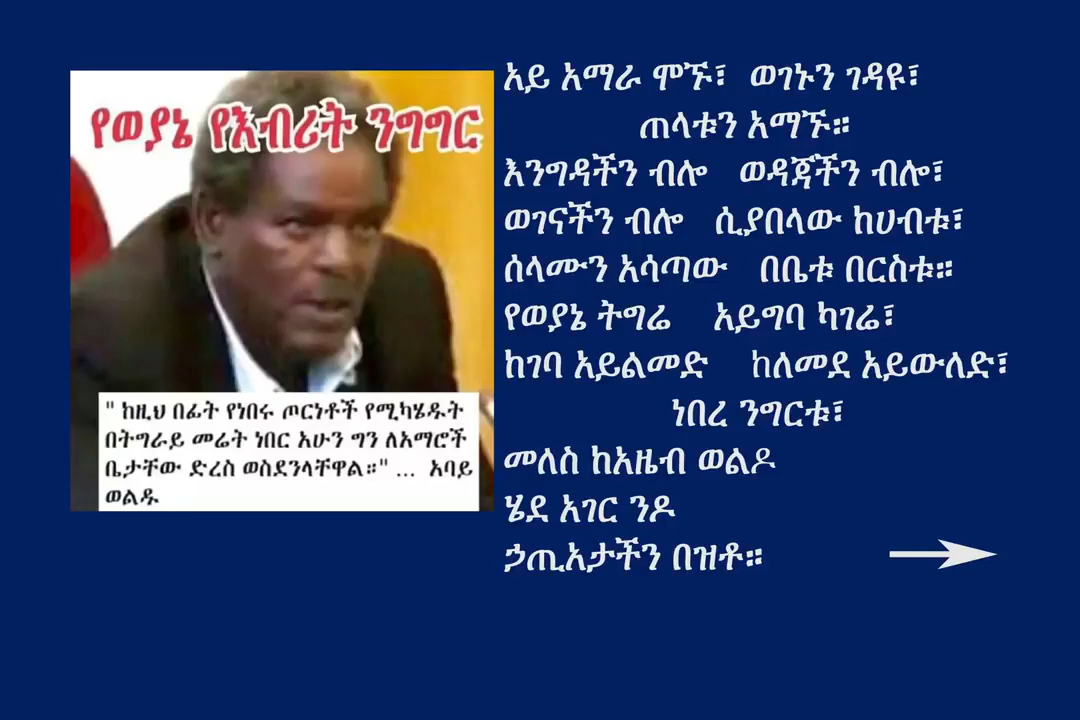 የወያኔ የእብሪት ንግግር
" ከዚህ በፊት የነበሩ ጦርነቶች የሚካሄዱት
በትግራይ መሬት ነበር አሁን ግን ለአማሮች
ቤታቸው ድረስ ወስደንላቸዋል።" ... አባይ
ወልዱ
አይ አማራ ሞኙ፣ ወገኑን ገዳዩ፣
ጠላቱን አማኙ።
እንግዳችን ብሎ ወዳጃችን ብሎ፣
ወገናችን ብሎ ሲያበላው ከሀብቱ፣
ሰላሙን አሳጣው በቤቱ በርስቱ።
የወያኔ ትግሬ አይግባ ካገሬ፣
ከገባ አይልመድ ከለመደ አይውለድ፣
ነበረ ንግርቱ፣
መለስ ከአዜብ ወልዶ
ሄደ አገር ንዶ
ኃጢአታችን በዝቶ።